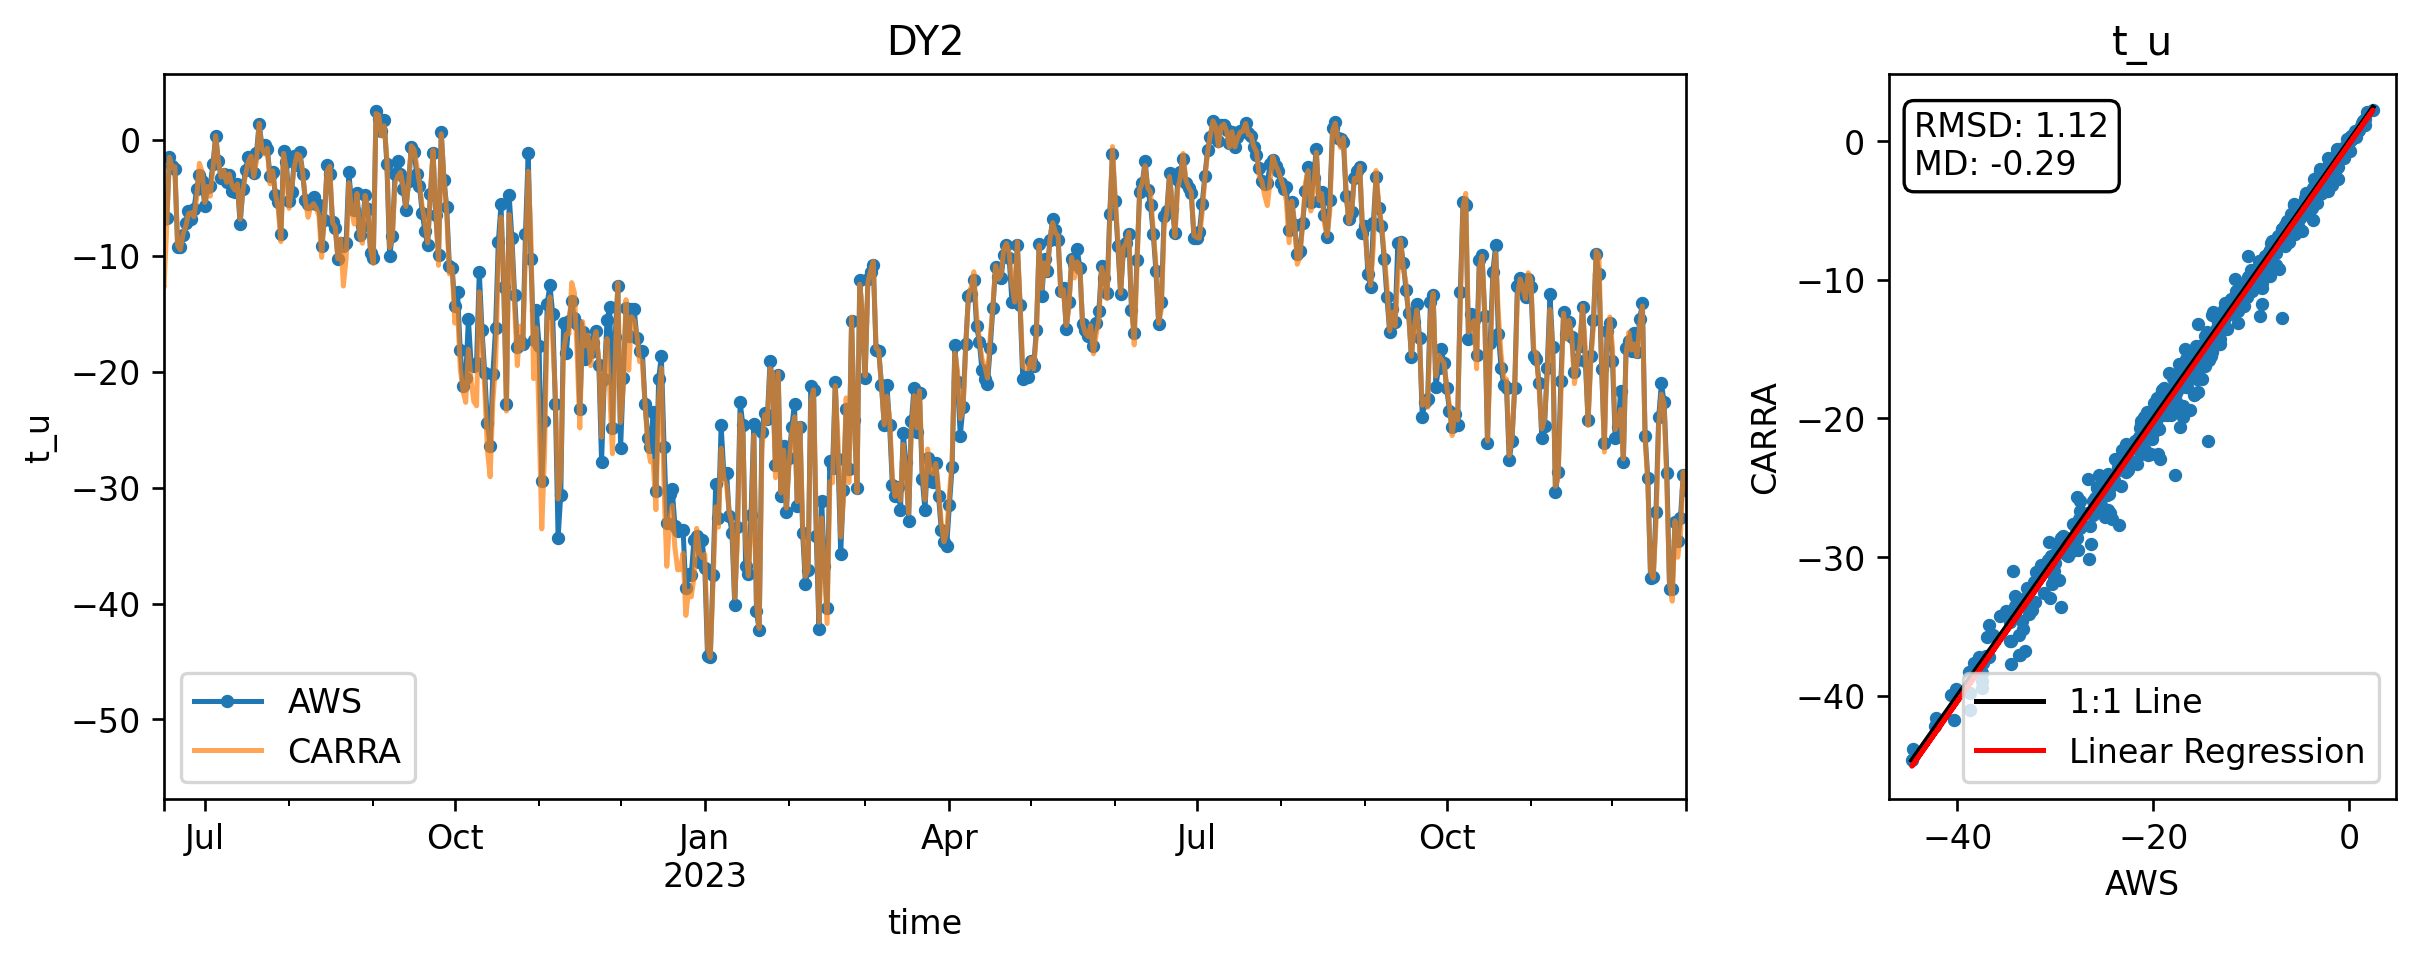 DY2
t_u
0
−10
−20
−30
−40
−50
t_u
AWS
CARRA
Jul
Oct
Jan
2023
Apr
Jul
Oct
time
t_u
RMSD: 1.12
MD: -0.29
0
−10
−20
−30
−40
CARRA
1:1 Line
Linear Regression
−40
−20
0
AWS